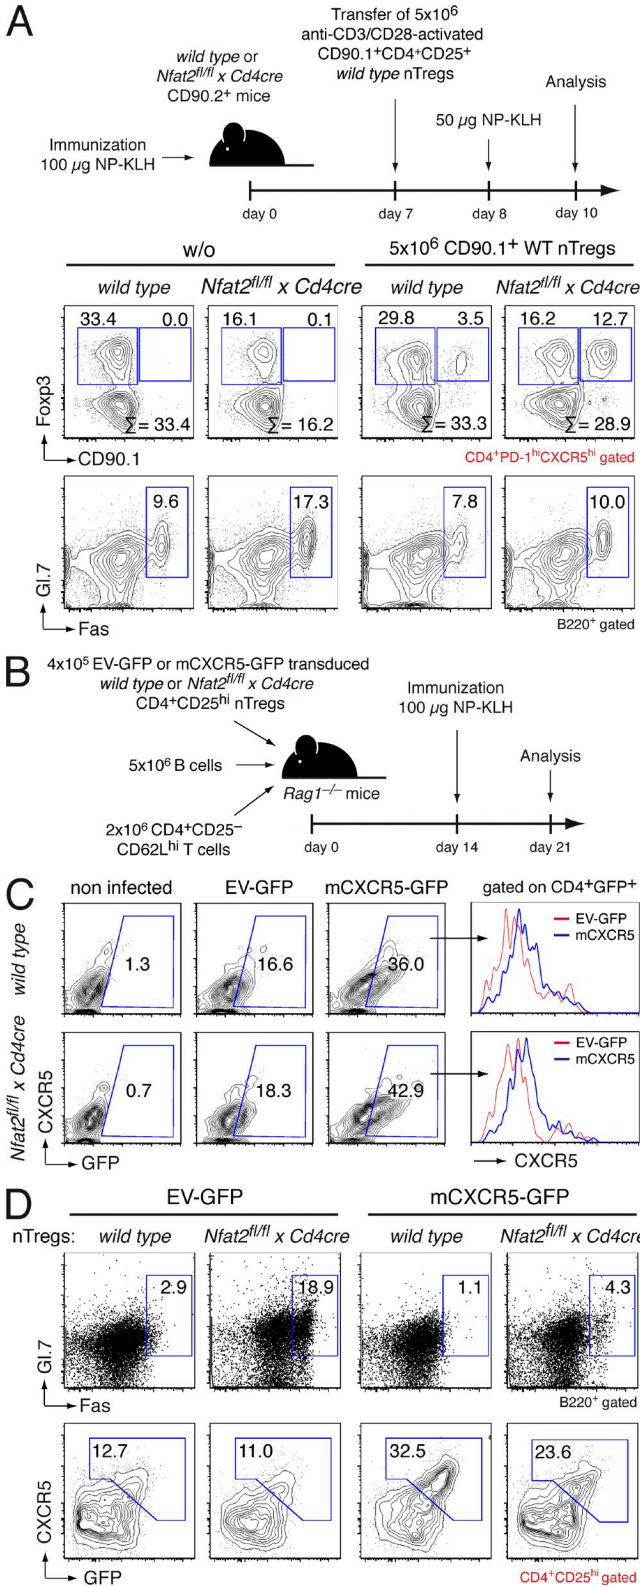 A
Transfer of 5x10⁶
anti-CD3/CD28-activated
CD90.1⁺CD4⁺CD25⁺
wild type nTregs
wild type or
Nfat2fl/fl x Cd4cre
CD90.2⁺ mice
Analysis
50 µg NP-KLH
Immunization
100 µg NP-KLH
day 0 day 7 day 8 day 10
w/o 5x10⁶ CD90.1⁺ WT nTregs
wild type Nfat2fl/fl x Cd4cre wild type Nfat2fl/fl x Cd4cre
33.4 0.0 16.1 0.1 29.8 3.5 16.2 12.7
Σ= 33.4 Σ= 16.2 Σ= 33.3 Σ= 28.9
Foxp3
CD90.1
CD4⁺PD-1hiCXCR5hi gated
9.6 17.3 7.8 10.0
Gl.7
Fas
B220⁺ gated
B
4x10⁵ EV-GFP or mCXCR5-GFP transduced
wild type or Nfat2fl/fl x Cd4cre
CD4⁺CD25hi nTregs
Immunization
100 µg NP-KLH
5x10⁶ B cells
Analysis
Rag1⁻/⁻ mice
2x10⁶ CD4⁺CD25⁻
CD62Lhi T cells
day 0 day 14 day 21
C
non infected EV-GFP mCXCR5-GFP gated on CD4⁺GFP⁺
wild type
1.3 16.6 36.0
EV-GFP
mCXCR5
Nfat2fl/fl x Cd4cre
0.7 18.3 42.9
EV-GFP
mCXCR5
CXCR5
GFP
CXCR5
D
EV-GFP mCXCR5-GFP
nTregs: wild type Nfat2fl/fl x Cd4cre wild type Nfat2fl/fl x Cd4cre
2.9 18.9 1.1 4.3
Gl.7
Fas
B220⁺ gated
12.7 11.0 32.5 23.6
CXCR5
GFP
CD4⁺CD25hi gated